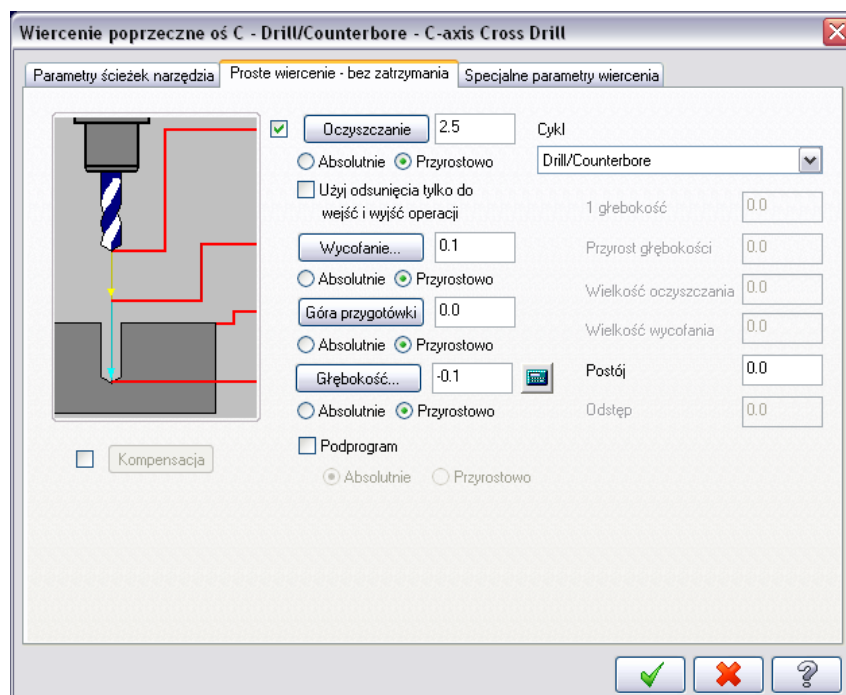 Wiercenie poprzeczne oś C - Drill/Counterbore - C-axis Cross Drill
Parametry ścieżek narzędzia
Proste wiercenie - bez zatrzymania
Specjalne parametry wiercenia
Oczyszczanie
2.5
Absolutnie
Przyrostowo
Użyj odsunięcia tylko do
wejść i wyjść operacji
Wycofanie...
0.1
Absolutnie
Przyrostowo
Góra przygotówki
0.0
Absolutnie
Przyrostowo
Głębokość...
-0.1
Absolutnie
Przyrostowo
Podprogram
Absolutnie
Przyrostowo
Kompensacja
Cykl
Drill/Counterbore
1 głebokość
0.0
Przyrost głębokości
0.0
Wielkość oczyszczania
0.0
Wielkość wycofania
0.0
Postój
0.0
Odstęp
0.0